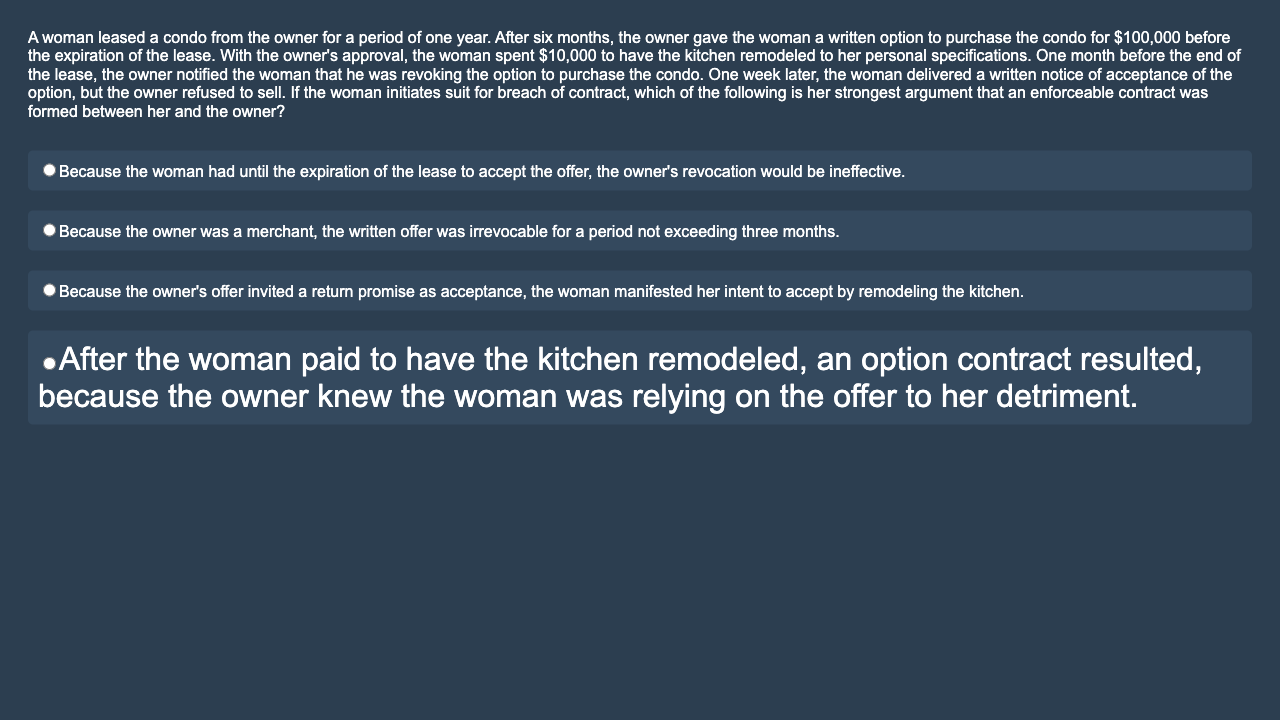 A woman leased a condo from the owner for a period of one year. After six months, the owner gave the woman a written option to purchase the condo for $100,000 before
the expiration of the lease. With the owner's approval, the woman spent $10,000 to have the kitchen remodeled to her personal specifications. One month before the end of
the lease, the owner notified the woman that he was revoking the option to purchase the condo. One week later, the woman delivered a written notice of acceptance of the
option, but the owner refused to sell. If the woman initiates suit for breach of contract, which of the following is her strongest argument that an enforceable contract was
formed between her and the owner?
Because the woman had until the expiration of the lease to accept the offer, the owner's revocation would be ineffective.
Because the owner was a merchant, the written offer was irrevocable for a period not exceeding three months.
Because the owner's offer invited a return promise as acceptance, the woman manifested her intent to accept by remodeling the kitchen.
After the woman paid to have the kitchen remodeled, an option contract resulted,
because the owner knew the woman was relying on the offer to her detriment.